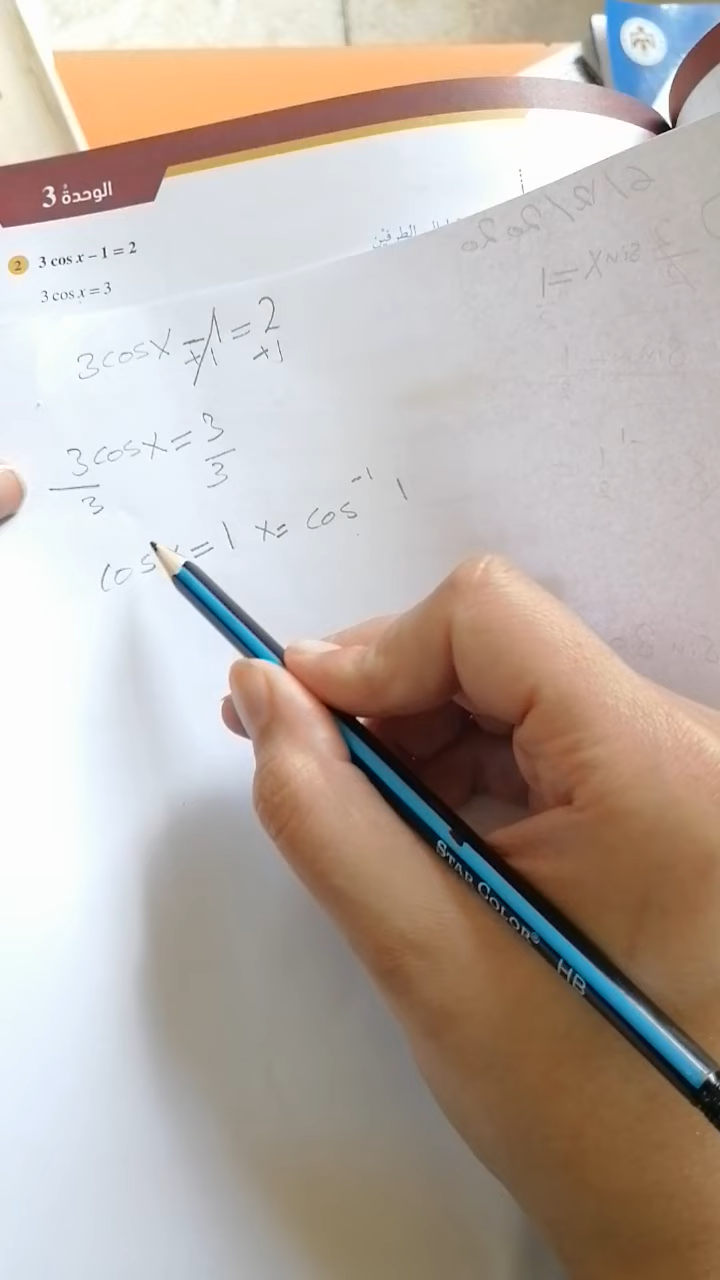 الوحدة 3
2 3 cos x – 1 = 2
3 cos x = 3
3cosx -1 = 2
+1 +1
3cosx = 3
3 3
cosx = 1 x = cos⁻¹ 1
STAR COLOR® HB